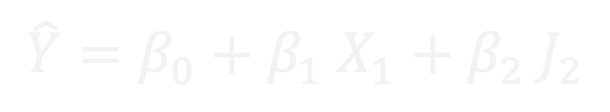 Ŷ = β₀ + β₁ X₁ + β₂ J₂